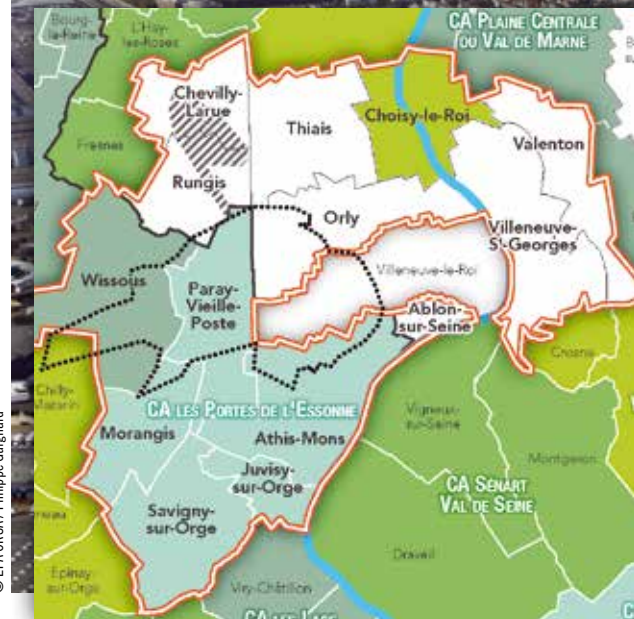 Bourg-
la-Reine
L'Haÿ-
les-Roses
CA PLAINE CENTRALE
DU VAL DE MARNE
Chevilly-
Larue
Choisy-le-Roi
Thiais
Valenton
Fresnes
Rungis
Orly
Villeneuve-
St-Georges
Wissous
Villeneuve-le-Roi
Paray-
Vieille-
Poste
Ablon-
sur-Seine
Crosne
Chilly-
Mazarin
CA LES PORTES DE L'ESSONNE
Vigneux-
sur-Seine
Morangis
Athis-Mons
Montgeron
Juvisy-
sur-Orge
CA SÉNART
VAL DE SEINE
Savigny-
sur-Orge
Draveil
Epinay-
sur-Orge
Viry-Châtillon
CA LES LACS